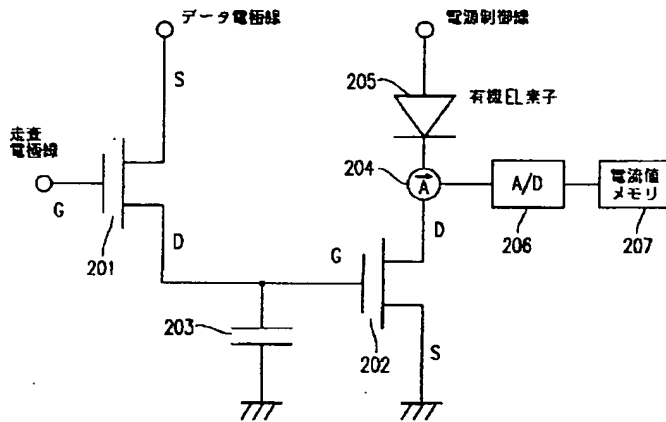 データ電極線
電源制御線
S
205
有機EL素子
走査
電極線
204
A
A/D
電流値
メモリ
G
201
D
D
206
207
G
203
202
S